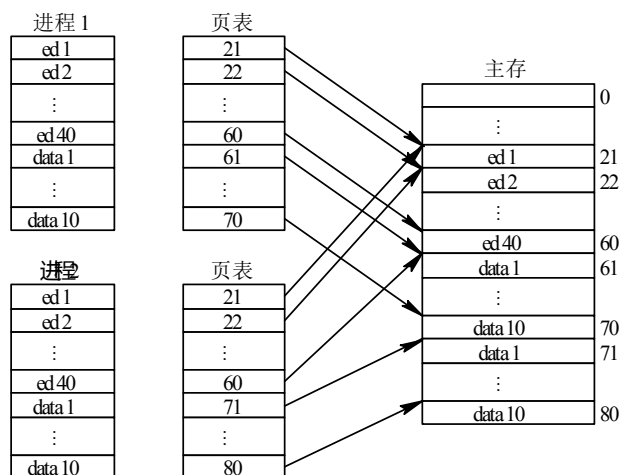 进程 1
ed 1
ed 2
⋮
ed 40
data 1
⋮
data 10
页表
21
22
⋮
60
61
⋮
70
进程2
ed 1
ed 2
⋮
ed 40
data 1
⋮
data 10
页表
21
22
⋮
60
71
⋮
80
主存
0
⋮
ed 1 21
ed 2 22
⋮
ed 40 60
data 1 61
⋮
data 10 70
data 1 71
⋮
data 10 80